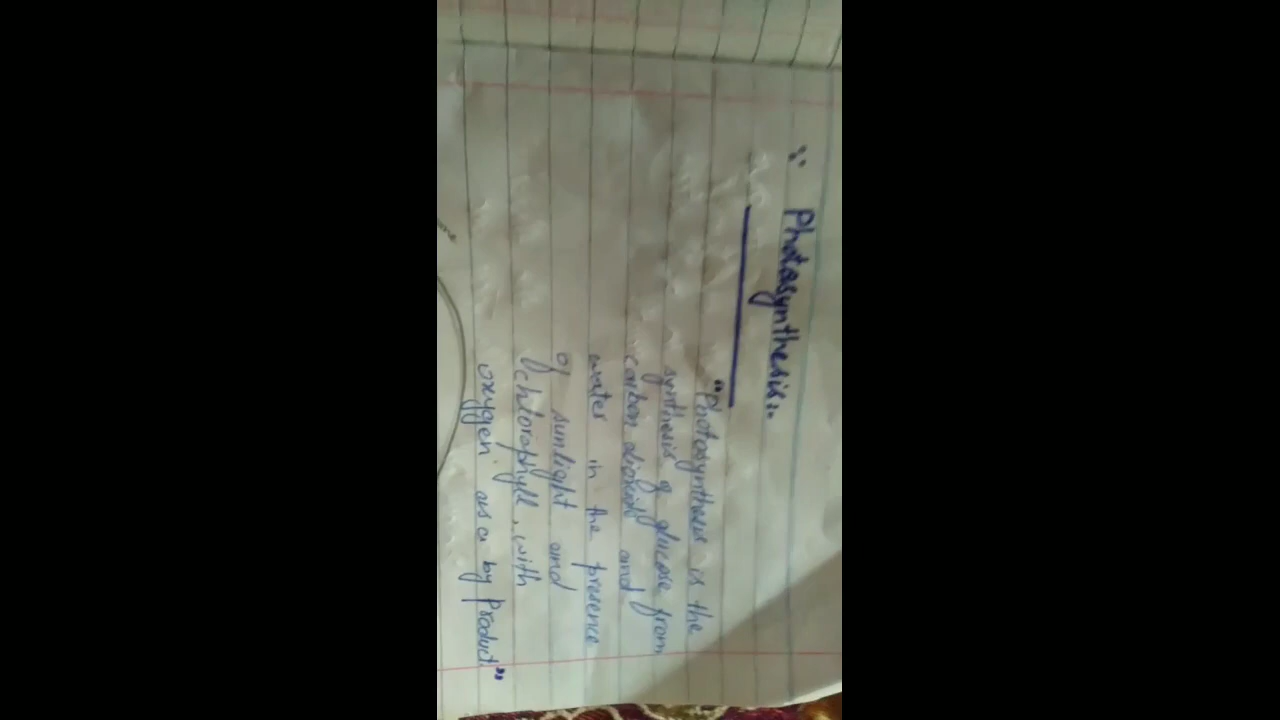 :: Photosynthesis:.
"Photosynthesis is the
synthesis of glucose from
carbon dioxide and
water in the presence
of sunlight and
chlorophyll, with
oxygen as a by Product"